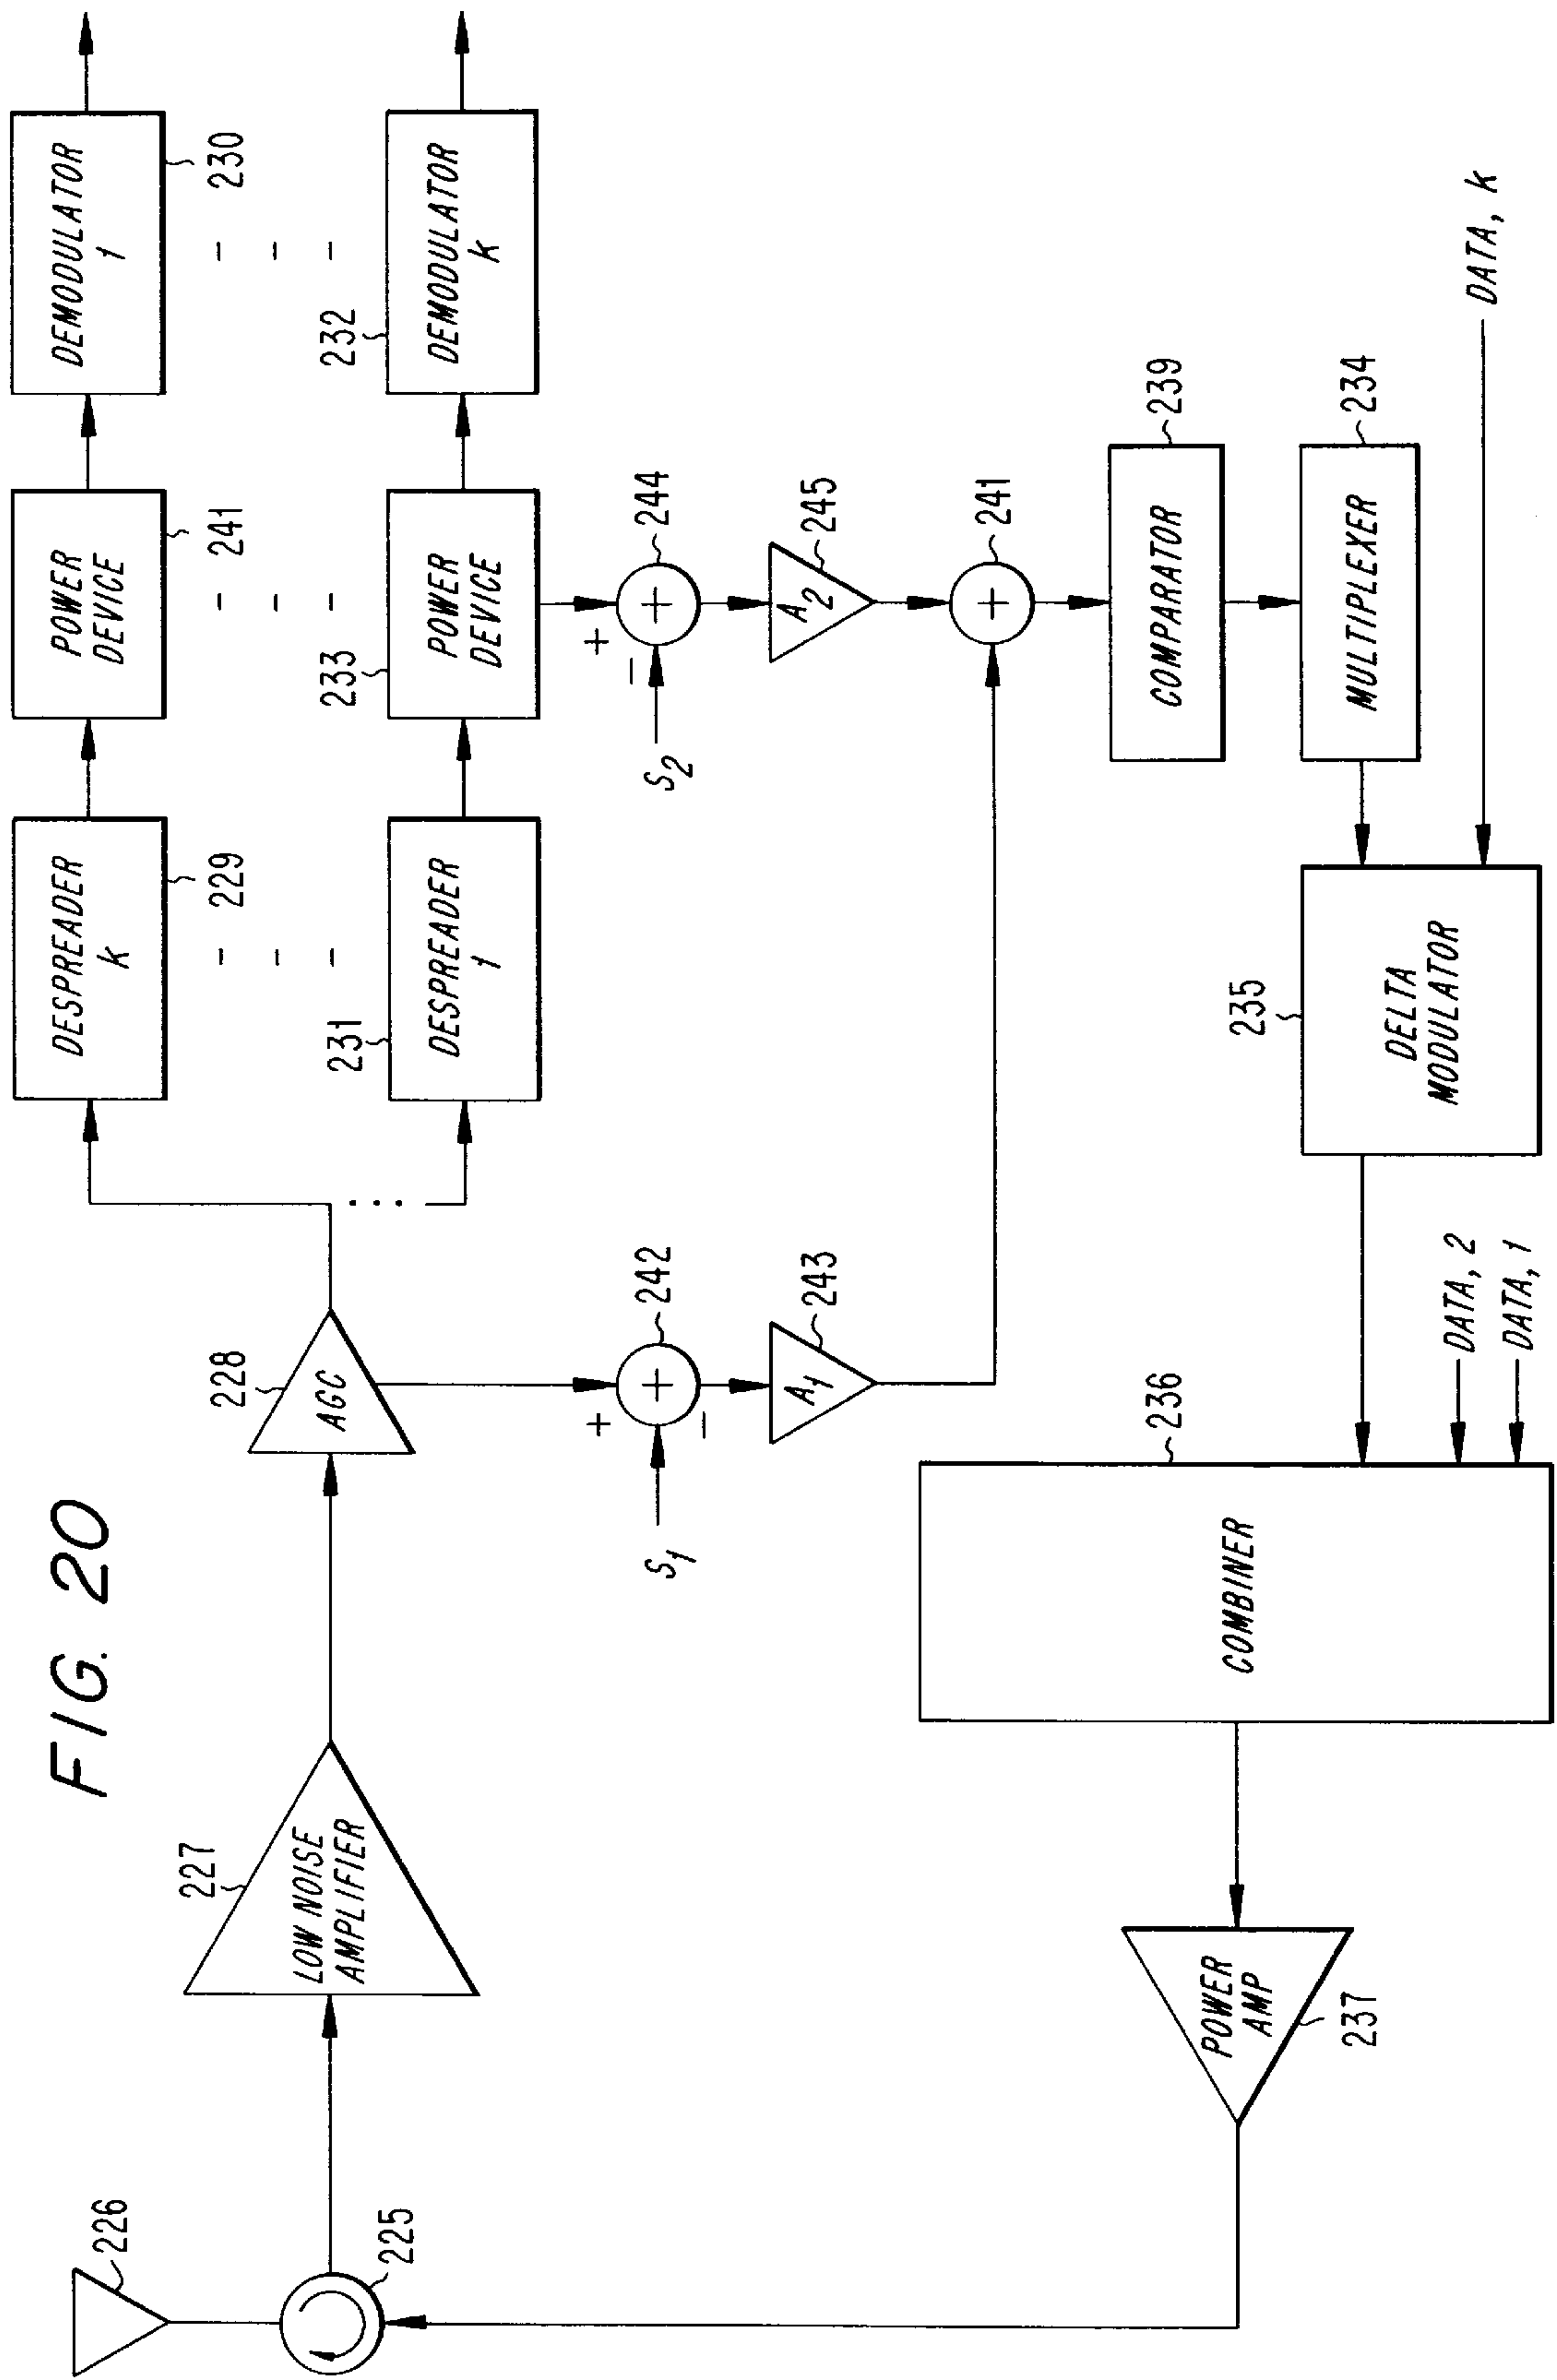 FIG. 20
226
225
227
LOW NOISE
AMPLIFIER
228
AGC
DESPREADER
k
229
POWER
DEVICE
241
DEMODULATOR
1
230
231
DESPREADER
1
233
POWER
DEVICE
232
DEMODULATOR
k
S1
+
+
−
242
A1
243
S2
+
−
+
244
A2
245
+
241
COMPARATOR
239
MULTIPLEXER
234
DATA, k
235
DELTA
MODULATOR
DATA, 2
DATA, 1
236
COMBINER
POWER
AMP
237